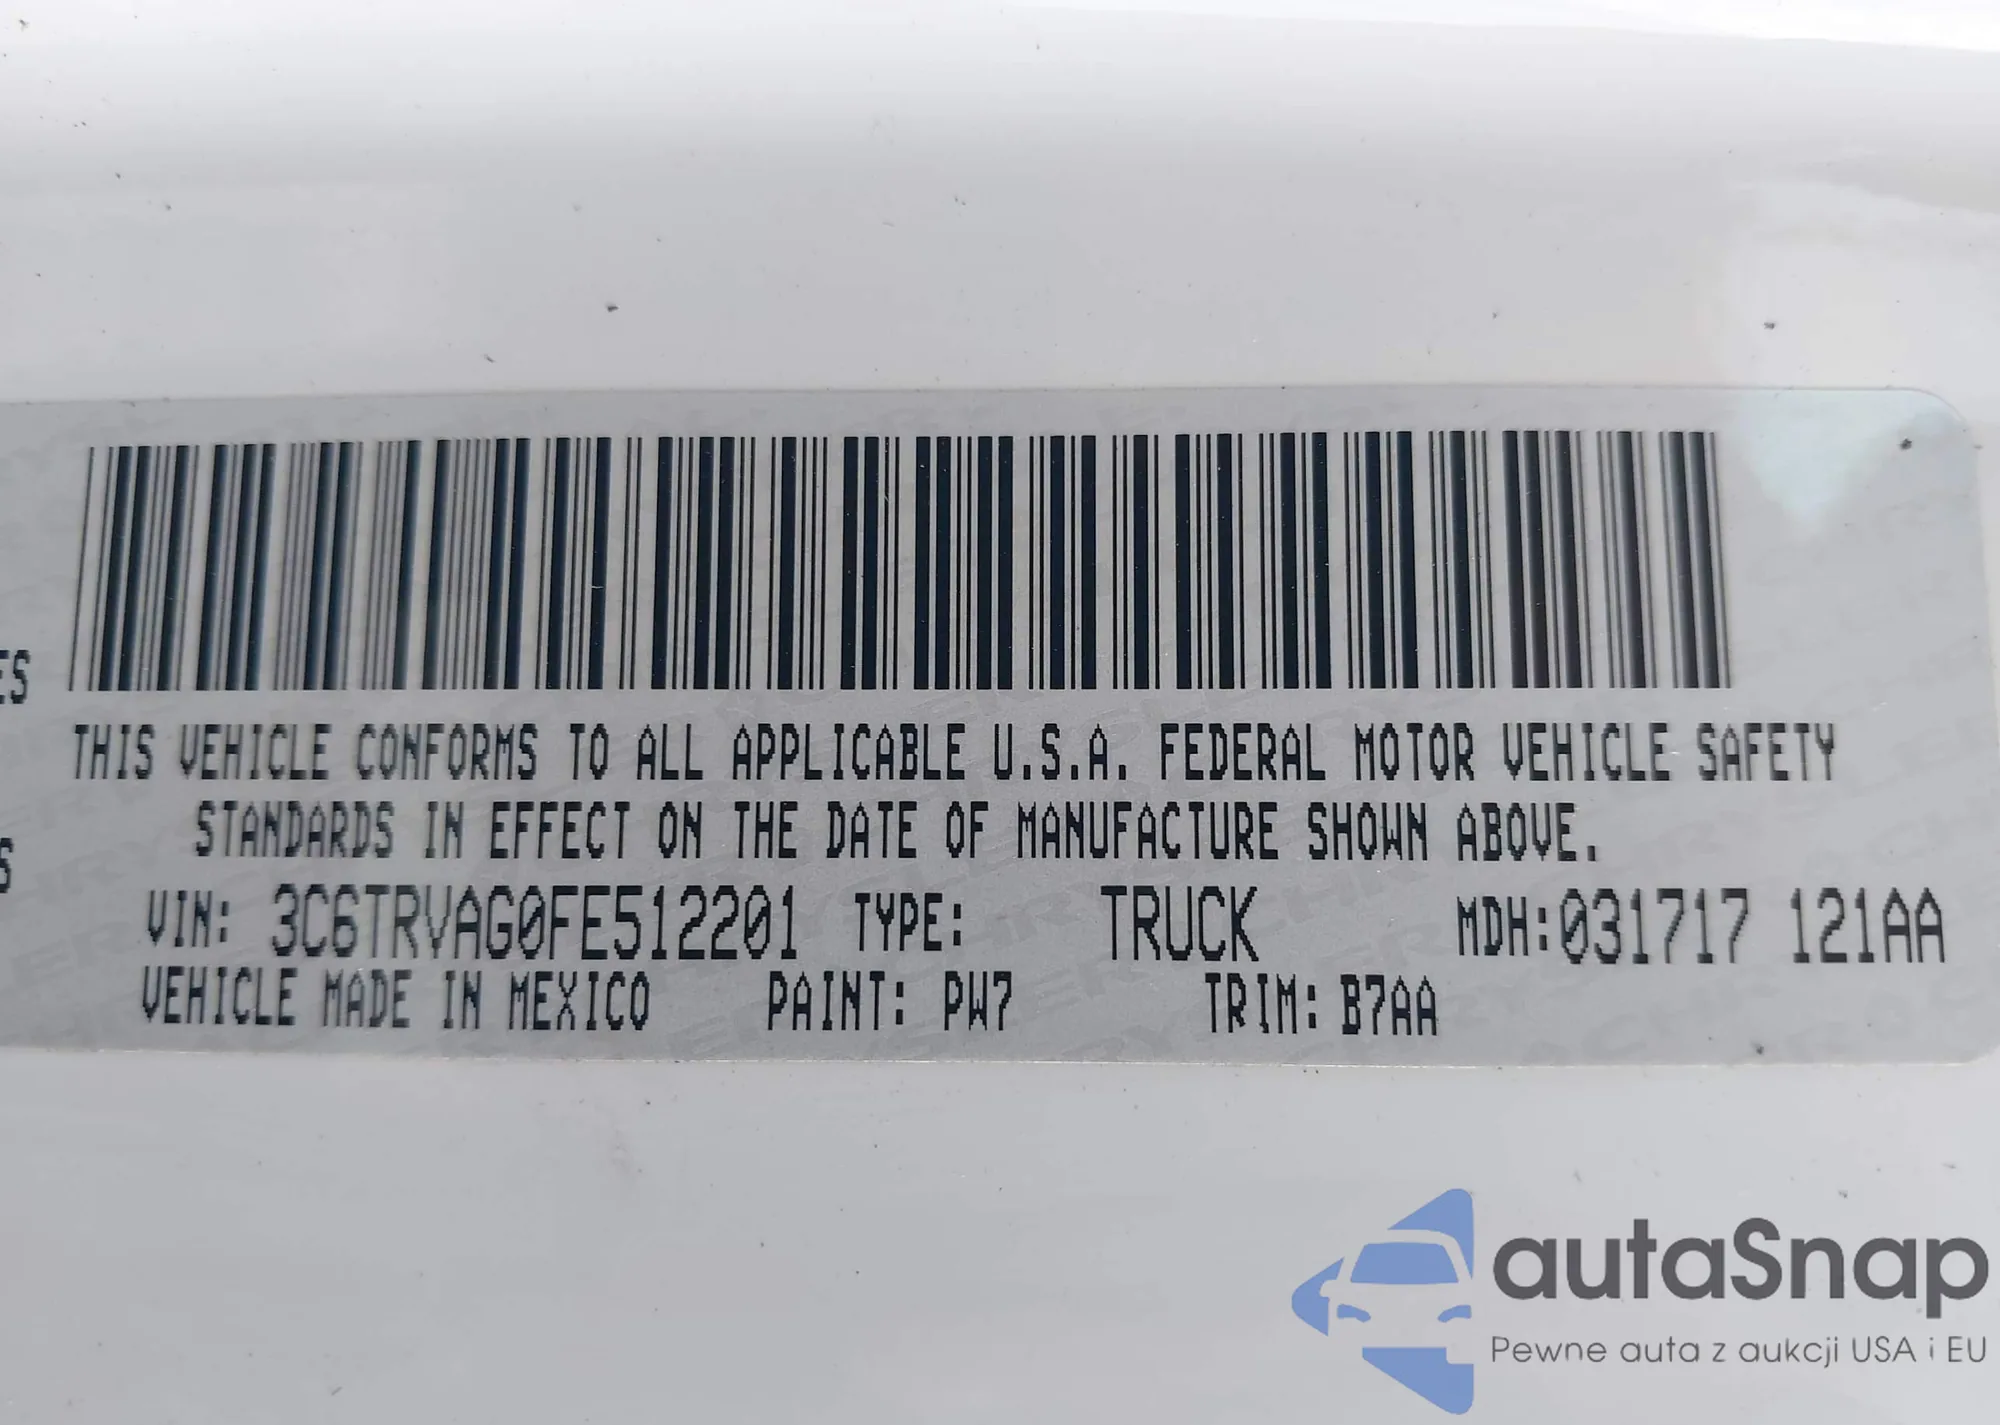 ES
THIS VEHICLE CONFORMS TO ALL APPLICABLE U.S.A. FEDERAL MOTOR VEHICLE SAFETY
STANDARDS IN EFFECT ON THE DATE OF MANUFACTURE SHOWN ABOVE.
S
VIN: 3C6TRVAG0FE512201 TYPE: TRUCK MDH:031717 121AA
VEHICLE MADE IN MEXICO PAINT: PW7 TRIM: B7AA
autaSnap
Pewne auta z aukcji USA i EU